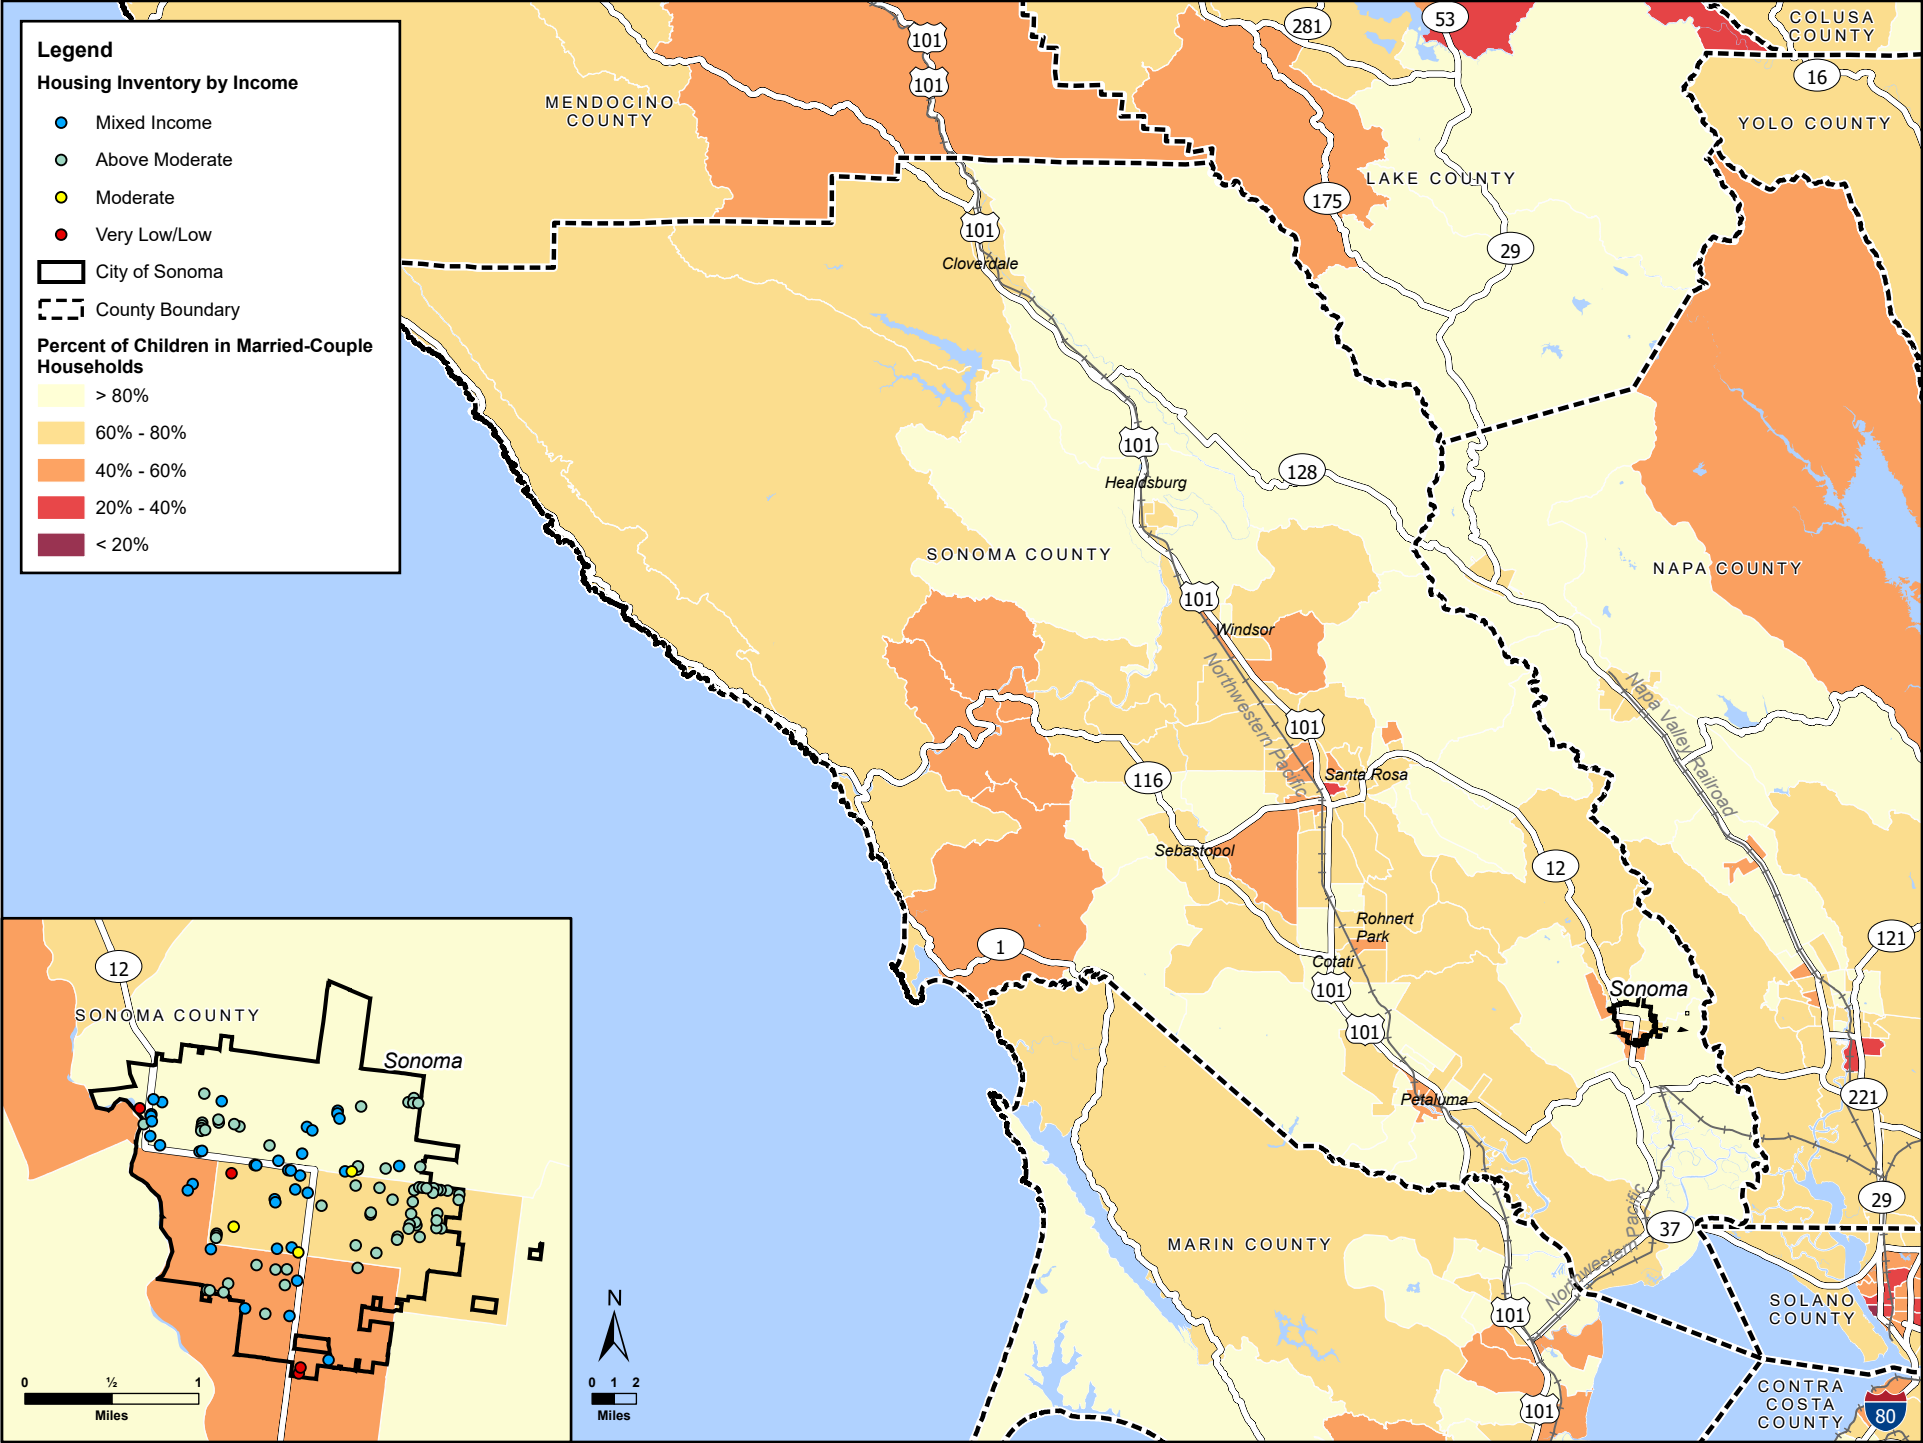 Legend
Housing Inventory by Income
Mixed Income
Above Moderate
Moderate
Very Low/Low
City of Sonoma
County Boundary
Percent of Children in Married-Couple
Households
> 80%
60% - 80%
40% - 60%
20% - 40%
< 20%
MENDOCINO
COUNTY
101
101
281
53
COLUSA
COUNTY
16
YOLO COUNTY
LAKE COUNTY
175
29
101
Cloverdale
101
Healdsburg
128
SONOMA COUNTY
NAPA COUNTY
101
Windsor
Northwestern Pacific
Napa Valley Railroad
101
116
Santa Rosa
Sebastopol
12
Rohnert
Park
121
1
Cotati
101
Sonoma
101
Petaluma
221
29
37
Northwestern Pacific
MARIN COUNTY
SOLANO
COUNTY
101
CONTRA
COSTA
COUNTY
80
101
12
SONOMA COUNTY
Sonoma
0 ½ 1
Miles
N
0 1 2
Miles